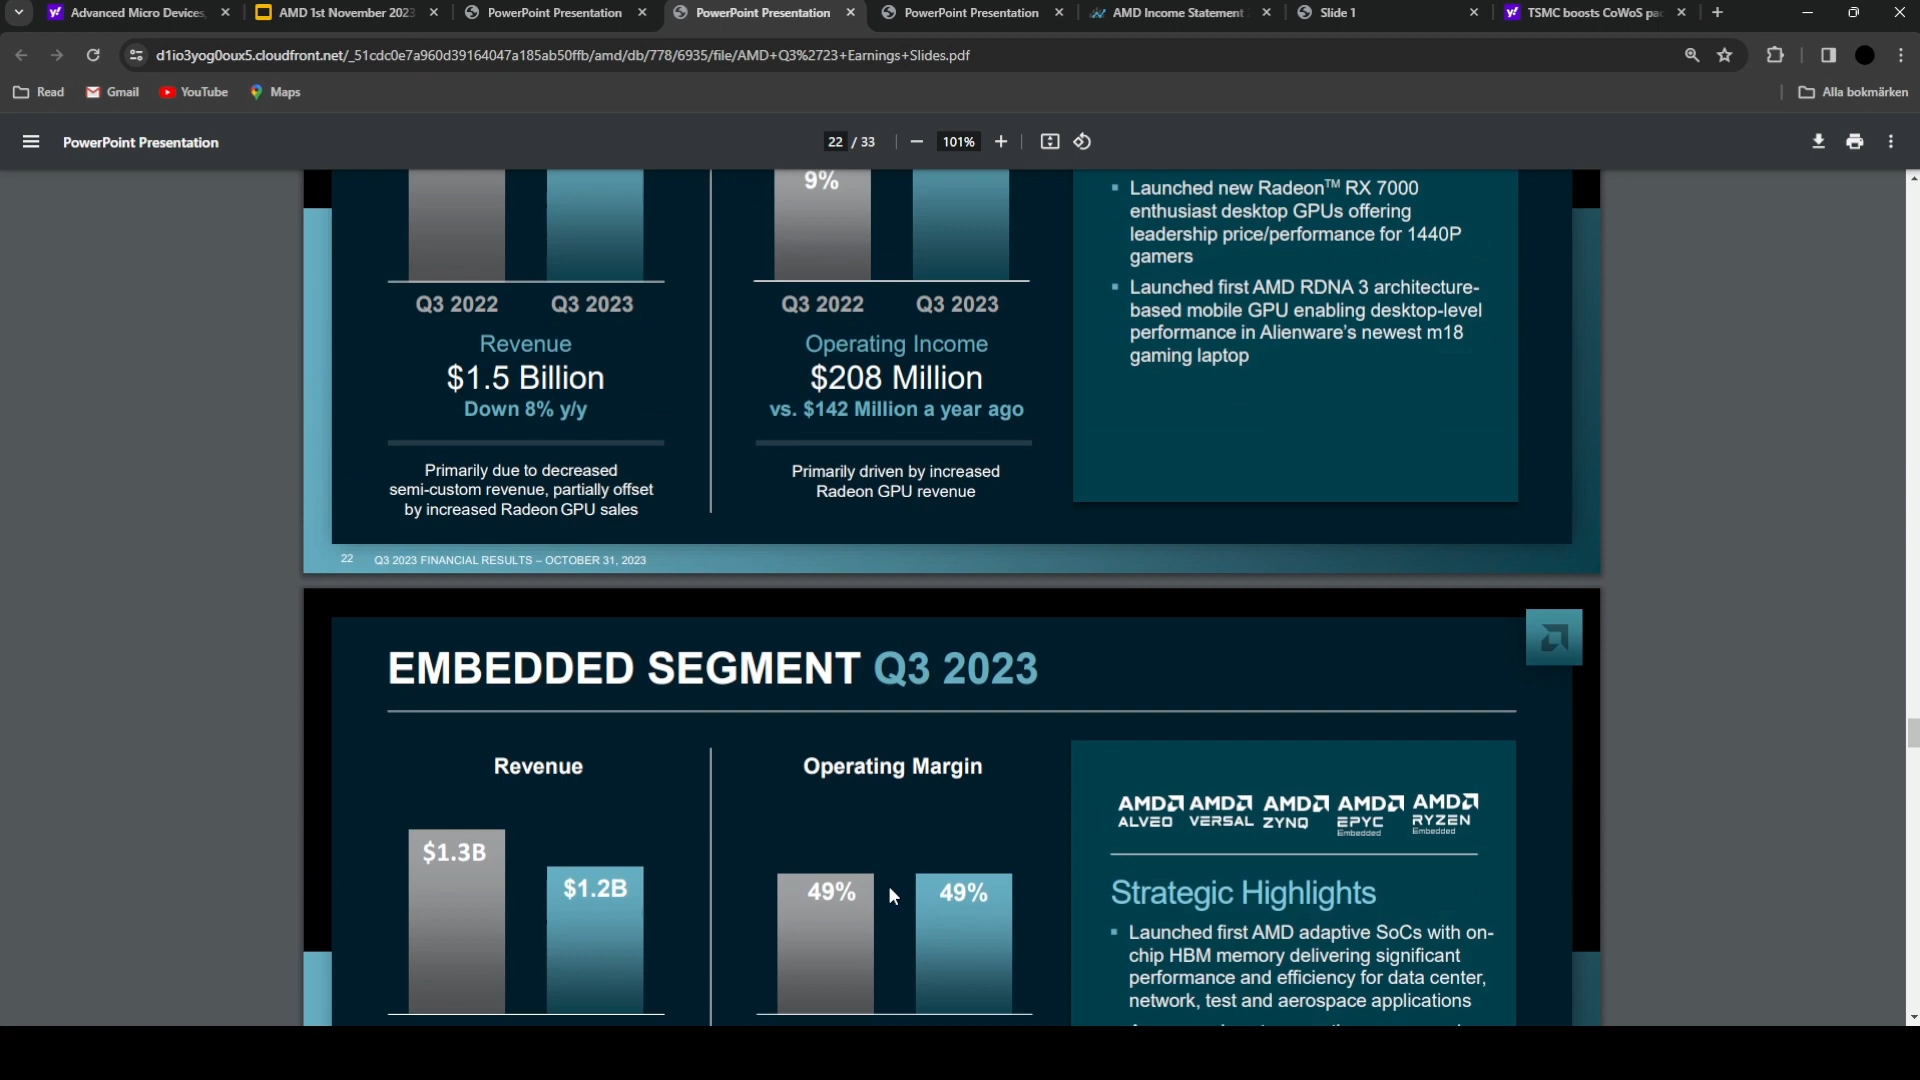 Advanced Micro Devices,
AMD 1st November 2023
PowerPoint Presentation
PowerPoint Presentation
PowerPoint Presentation
AMD Income Statement
Slide 1
TSMC boosts CoWoS pac
d1io3yog0oux5.cloudfront.net/_51cdc0e7a960d39164047a185ab50ffb/amd/db/778/6935/file/AMD+Q3%2723+Earnings+Slides.pdf
Read
Gmail
YouTube
Maps
Alla bokmärken
PowerPoint Presentation
22 / 33
101%
9%
Q3 2022 Q3 2023
Revenue
$1.5 Billion
Down 8% y/y
Primarily due to decreased
semi-custom revenue, partially offset
by increased Radeon GPU sales
Q3 2022 Q3 2023
Operating Income
$208 Million
vs. $142 Million a year ago
Primarily driven by increased
Radeon GPU revenue
▪ Launched new Radeon™ RX 7000
enthusiast desktop GPUs offering
leadership price/performance for 1440P
gamers
▪ Launched first AMD RDNA 3 architecture-
based mobile GPU enabling desktop-level
performance in Alienware's newest m18
gaming laptop
22 Q3 2023 FINANCIAL RESULTS – OCTOBER 31, 2023
EMBEDDED SEGMENT Q3 2023
Revenue
$1.3B
$1.2B
Operating Margin
49%
49%
AMD AMD AMD AMD AMD
ALVEO VERSAL ZYNQ EPYC RYZEN
Embedded Embedded
Strategic Highlights
▪ Launched first AMD adaptive SoCs with on-
chip HBM memory delivering significant
performance and efficiency for data center,
network, test and aerospace applications